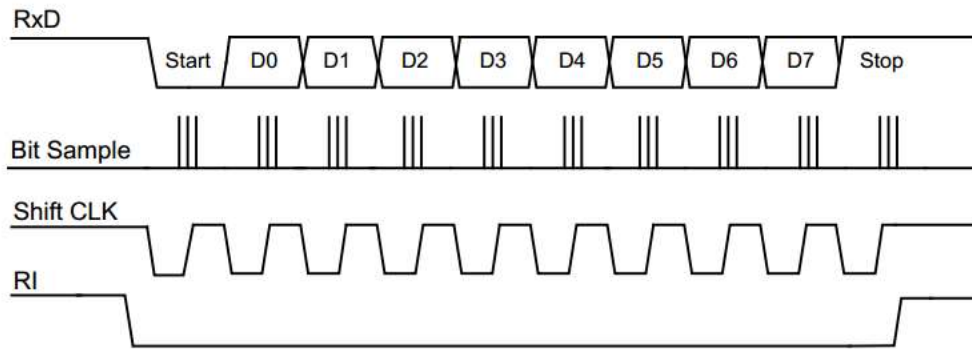 RxD
Start D0 D1 D2 D3 D4 D5 D6 D7 Stop
Bit Sample
Shift CLK
RI